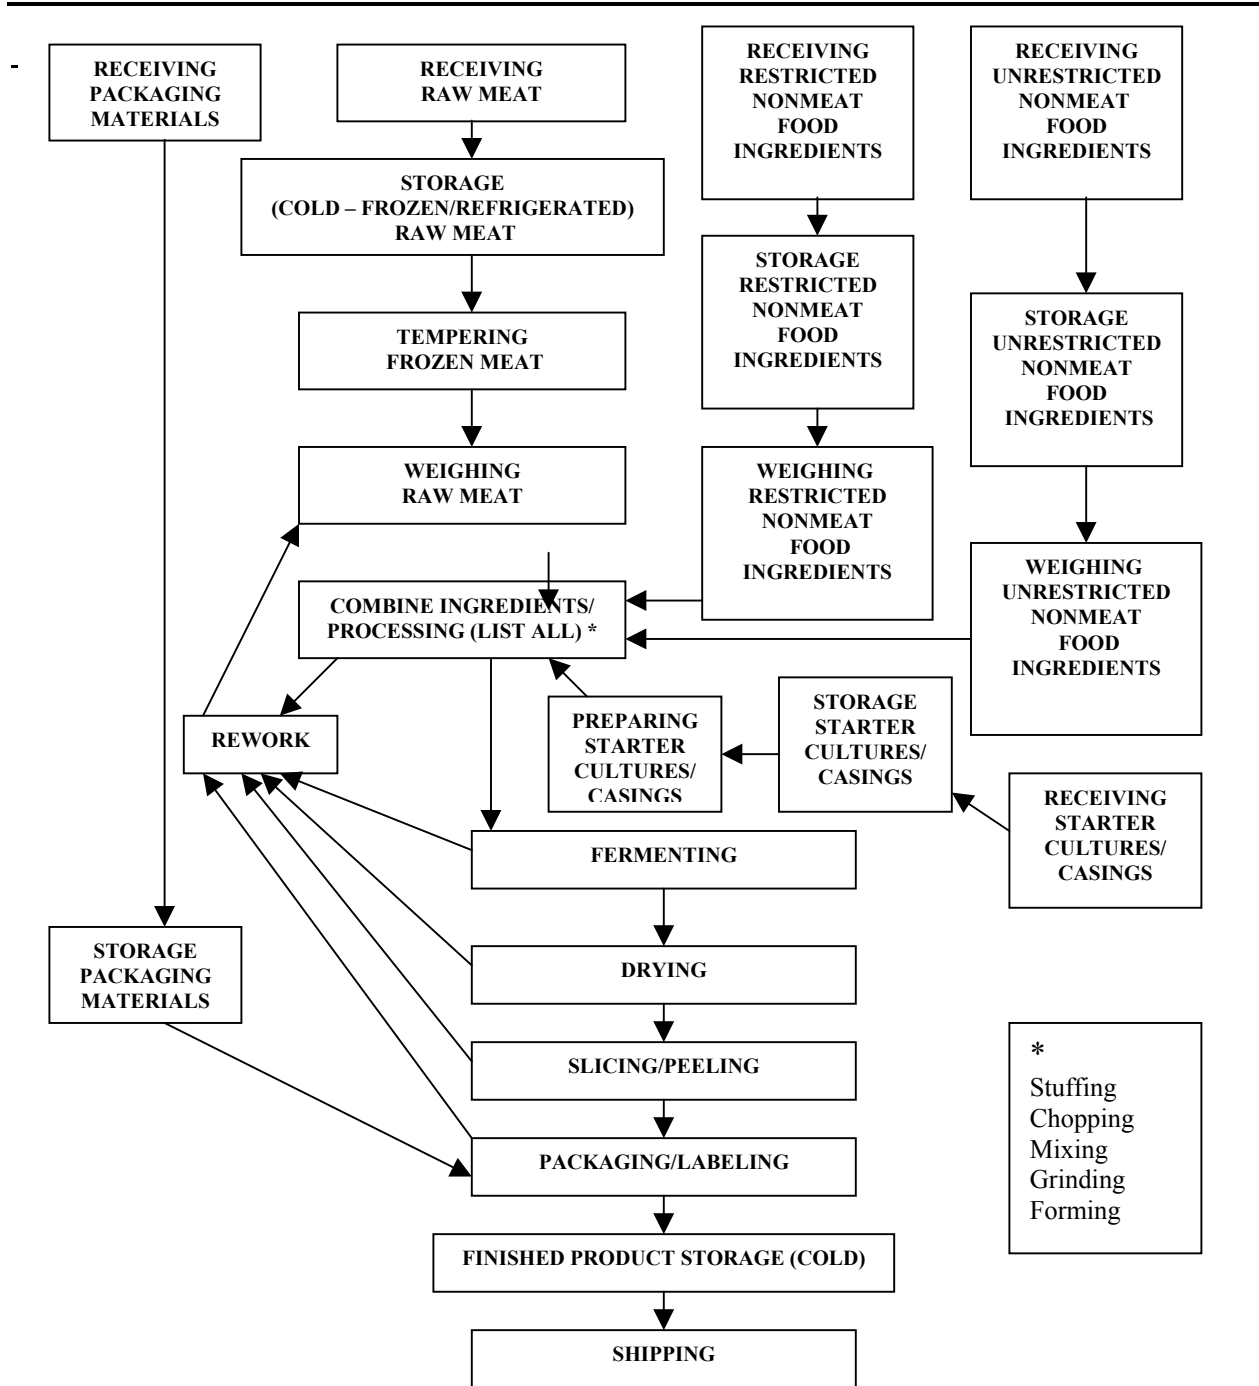 -
RECEIVING
PACKAGING
MATERIALS
RECEIVING
RAW MEAT
RECEIVING
RESTRICTED
NONMEAT
FOOD
INGREDIENTS
RECEIVING
UNRESTRICTED
NONMEAT
FOOD
INGREDIENTS
STORAGE
(COLD – FROZEN/REFRIGERATED)
RAW MEAT
STORAGE
RESTRICTED
NONMEAT
FOOD
INGREDIENTS
STORAGE
UNRESTRICTED
NONMEAT
FOOD
INGREDIENTS
TEMPERING
FROZEN MEAT
WEIGHING
RAW MEAT
WEIGHING
RESTRICTED
NONMEAT
FOOD
INGREDIENTS
WEIGHING
UNRESTRICTED
NONMEAT
FOOD
INGREDIENTS
COMBINE INGREDIENTS/
PROCESSING (LIST ALL) *
REWORK
PREPARING
STARTER
CULTURES/
CASINGS
STORAGE
STARTER
CULTURES/
CASINGS
RECEIVING
STARTER
CULTURES/
CASINGS
FERMENTING
STORAGE
PACKAGING
MATERIALS
DRYING
SLICING/PEELING
PACKAGING/LABELING
*
Stuffing
Chopping
Mixing
Grinding
Forming
FINISHED PRODUCT STORAGE (COLD)
SHIPPING